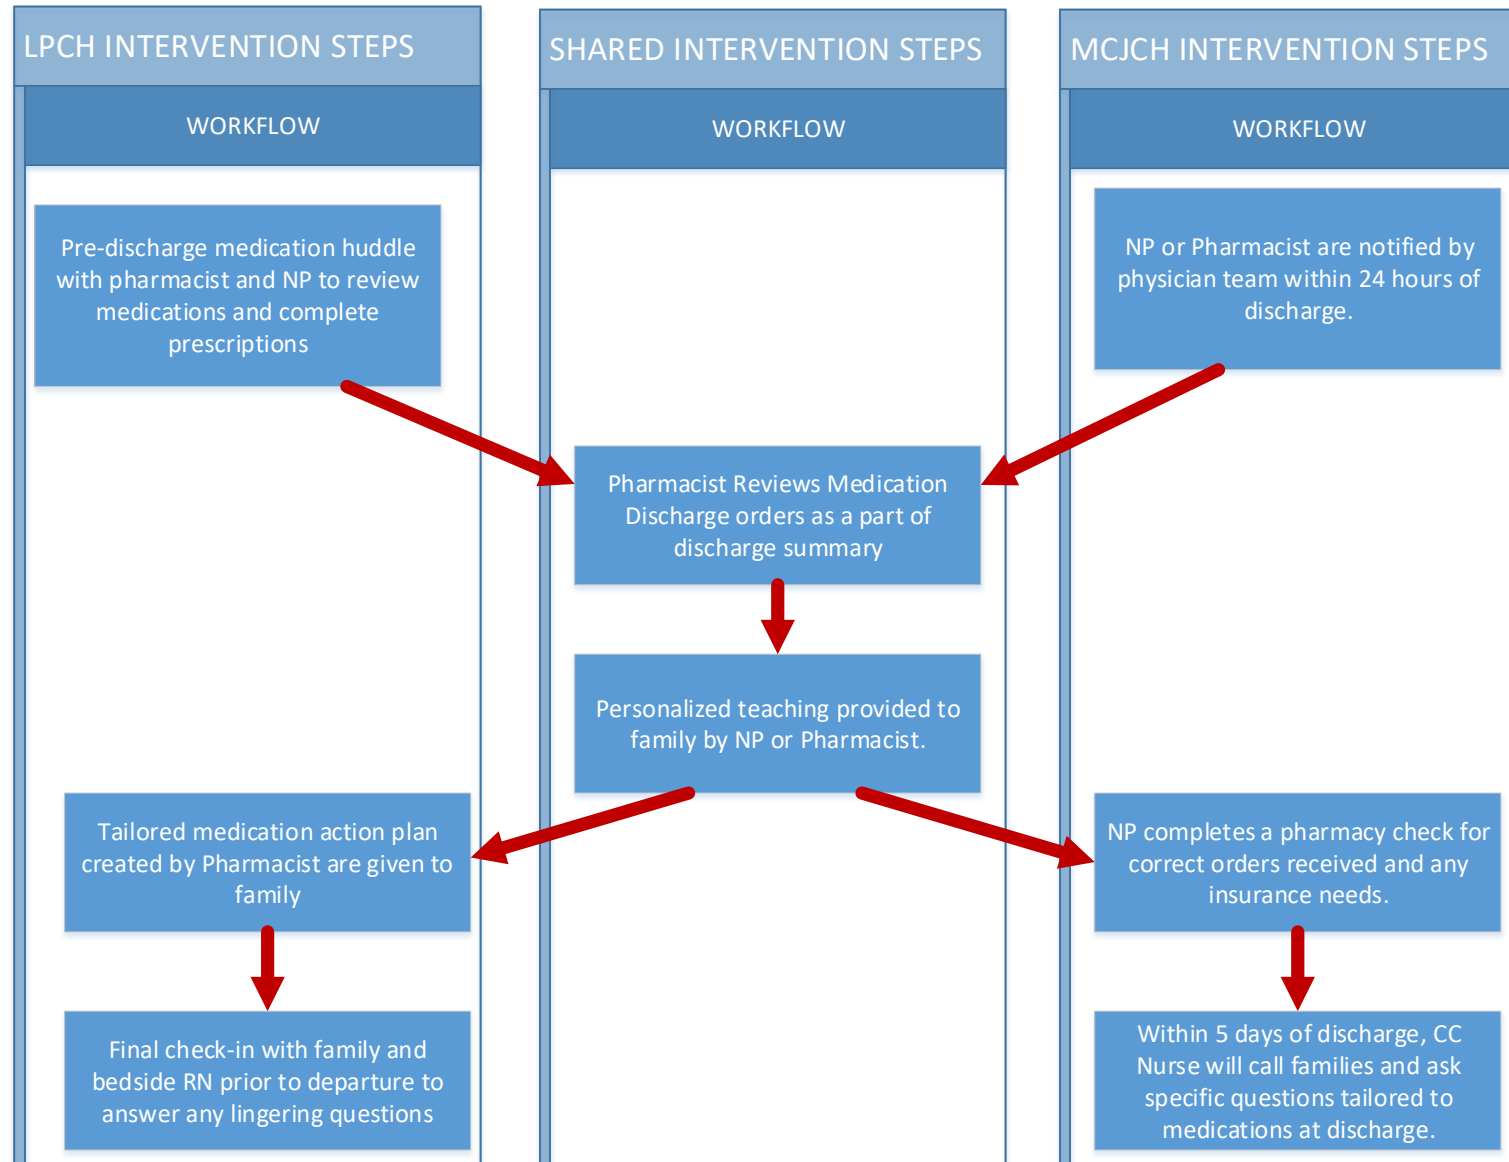 LPCH INTERVENTION STEPS
SHARED INTERVENTION STEPS
MCJCH INTERVENTION STEPS
WORKFLOW
WORKFLOW
WORKFLOW
Pre-discharge medication huddle
with pharmacist and NP to review
medications and complete
prescriptions
NP or Pharmacist are notified by
physician team within 24 hours of
discharge.
Pharmacist Reviews Medication
Discharge orders as a part of
discharge summary
Personalized teaching provided to
family by NP or Pharmacist.
Tailored medication action plan
created by Pharmacist are given to
family
NP completes a pharmacy check for
correct orders received and any
insurance needs.
Final check-in with family and
bedside RN prior to departure to
answer any lingering questions
Within 5 days of discharge, CC
Nurse will call families and ask
specific questions tailored to
medications at discharge.